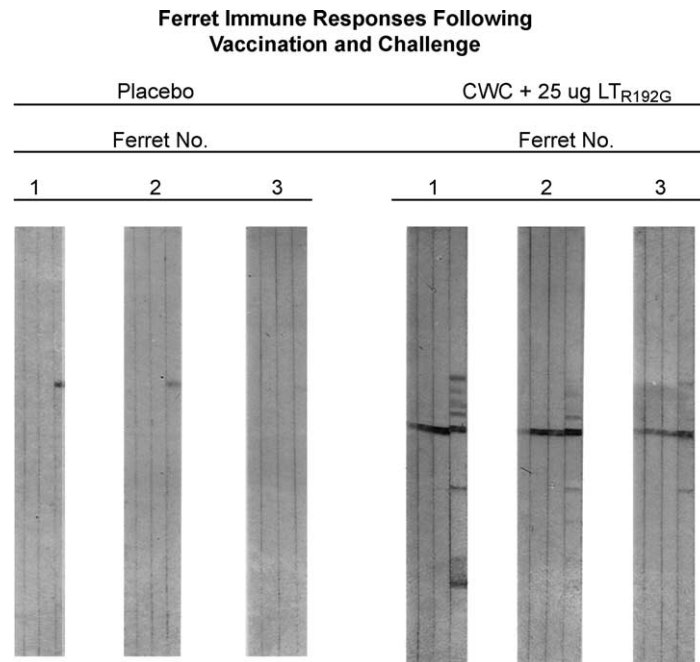 Ferret Immune Responses Following
Vaccination and Challenge
Placebo
CWC + 25 ug LTR192G
Ferret No.
Ferret No.
1 2 3
1 2 3